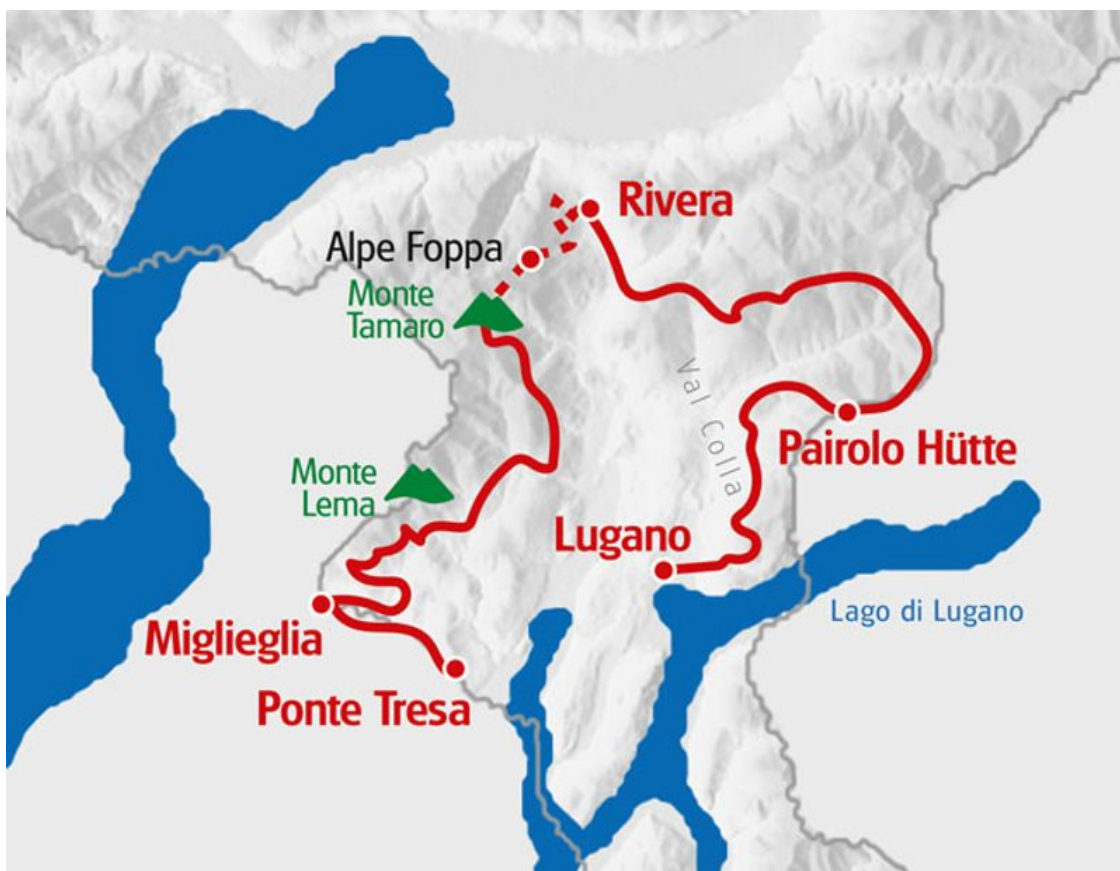 Rivera
Alpe Foppa
Monte
Tamaro
Val Colla
Pairolo Hütte
Monte
Lema
Lugano
Lago di Lugano
Miglieglia
Ponte Tresa